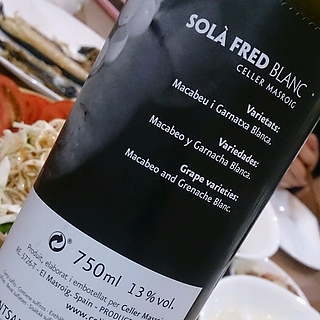 SOLÀ FRED BLANC
CELLER MASROIG
Varietats:
Macabeu i Garnatxa Blanca.
Variedades:
Macabeo y Garnacha Blanca.
Grape varieties:
Macabeo and Grenache Blanc.
750ml 13% vol.
Produït, elaborat i embotellat per Celler
El Masroig. Spain - PRODUCT